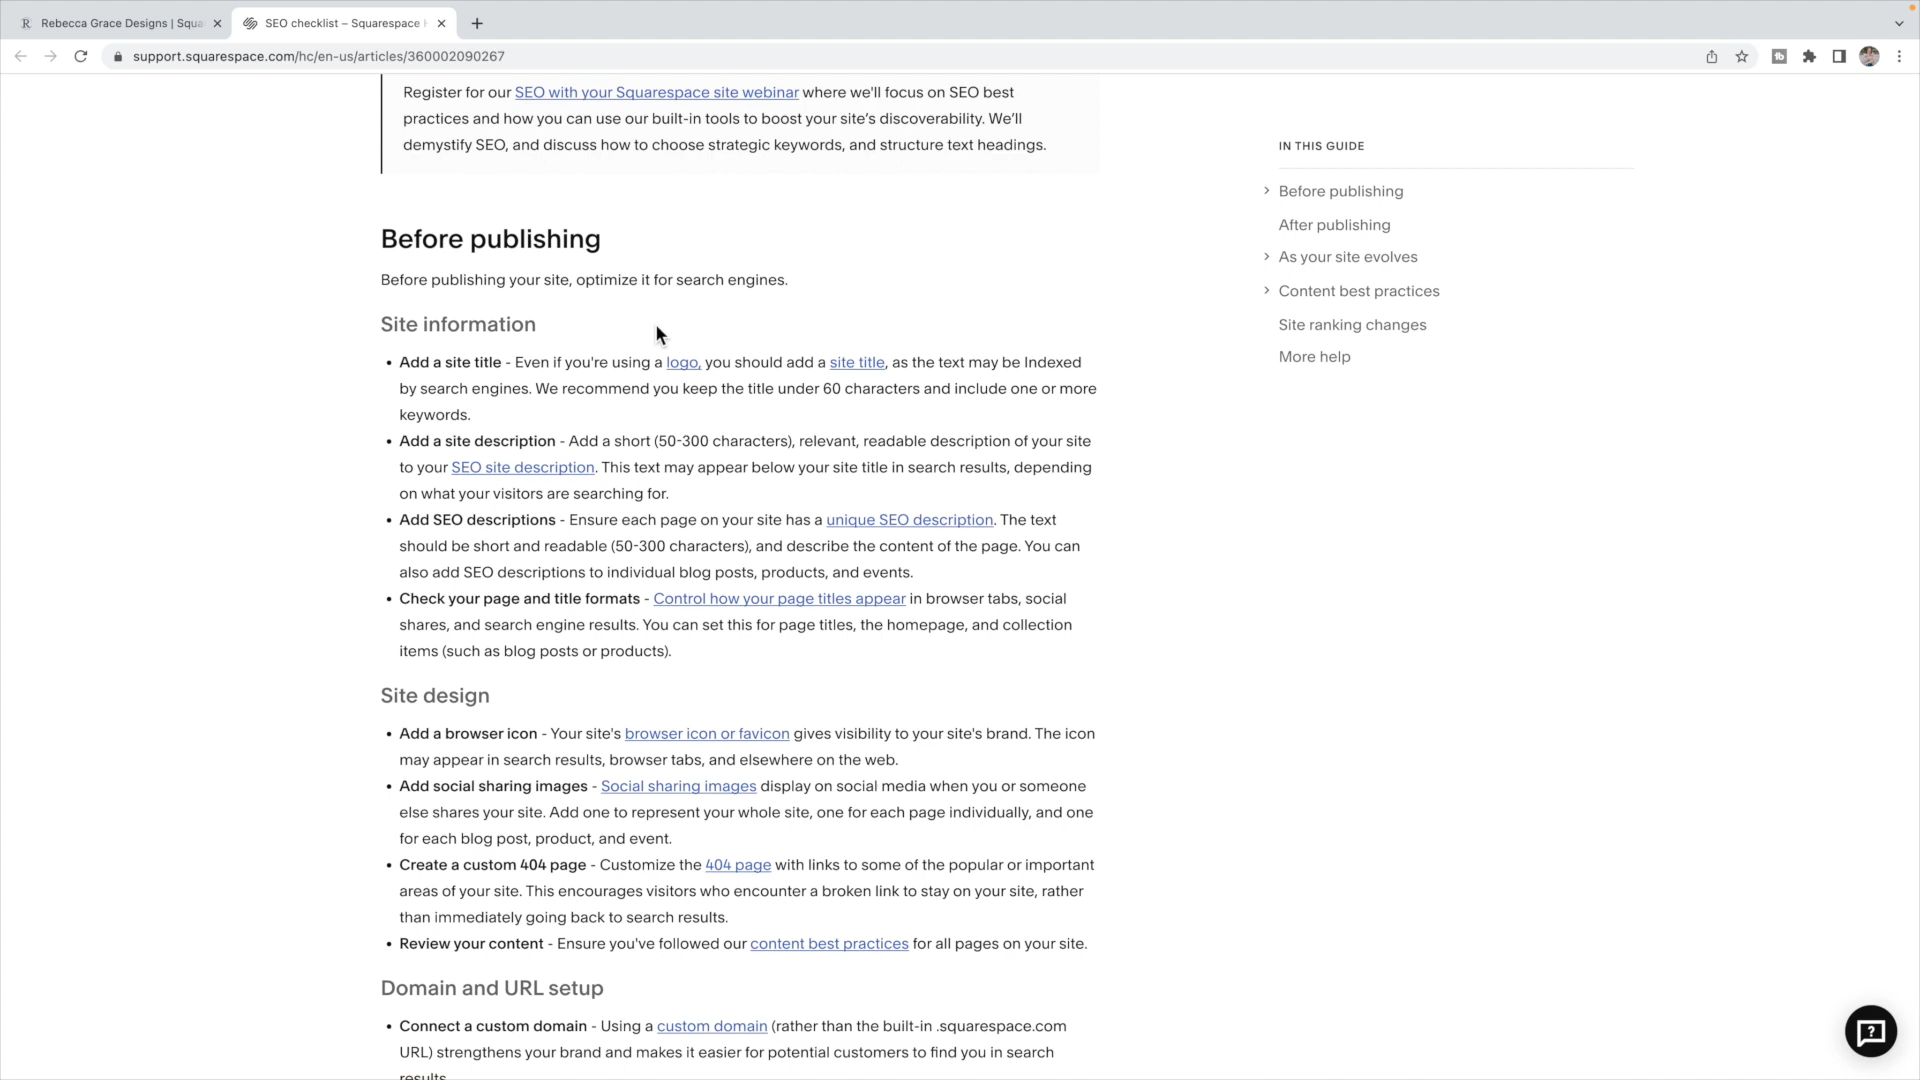 Rebecca Grace Designs | Squa
SEO checklist – Squarespace H
support.squarespace.com/hc/en-us/articles/360002090267
Register for our SEO with your Squarespace site webinar where we'll focus on SEO best
practices and how you can use our built-in tools to boost your site's discoverability. We'll
demystify SEO, and discuss how to choose strategic keywords, and structure text headings.
Before publishing
Before publishing your site, optimize it for search engines.
Site information
• Add a site title - Even if you're using a logo, you should add a site title, as the text may be Indexed
by search engines. We recommend you keep the title under 60 characters and include one or more
keywords.
• Add a site description - Add a short (50-300 characters), relevant, readable description of your site
to your SEO site description. This text may appear below your site title in search results, depending
on what your visitors are searching for.
• Add SEO descriptions - Ensure each page on your site has a unique SEO description. The text
should be short and readable (50-300 characters), and describe the content of the page. You can
also add SEO descriptions to individual blog posts, products, and events.
• Check your page and title formats - Control how your page titles appear in browser tabs, social
shares, and search engine results. You can set this for page titles, the homepage, and collection
items (such as blog posts or products).
Site design
• Add a browser icon - Your site's browser icon or favicon gives visibility to your site's brand. The icon
may appear in search results, browser tabs, and elsewhere on the web.
• Add social sharing images - Social sharing images display on social media when you or someone
else shares your site. Add one to represent your whole site, one for each page individually, and one
for each blog post, product, and event.
• Create a custom 404 page - Customize the 404 page with links to some of the popular or important
areas of your site. This encourages visitors who encounter a broken link to stay on your site, rather
than immediately going back to search results.
• Review your content - Ensure you've followed our content best practices for all pages on your site.
Domain and URL setup
• Connect a custom domain - Using a custom domain (rather than the built-in .squarespace.com
URL) strengthens your brand and makes it easier for potential customers to find you in search
results.
IN THIS GUIDE
Before publishing
After publishing
As your site evolves
Content best practices
Site ranking changes
More help